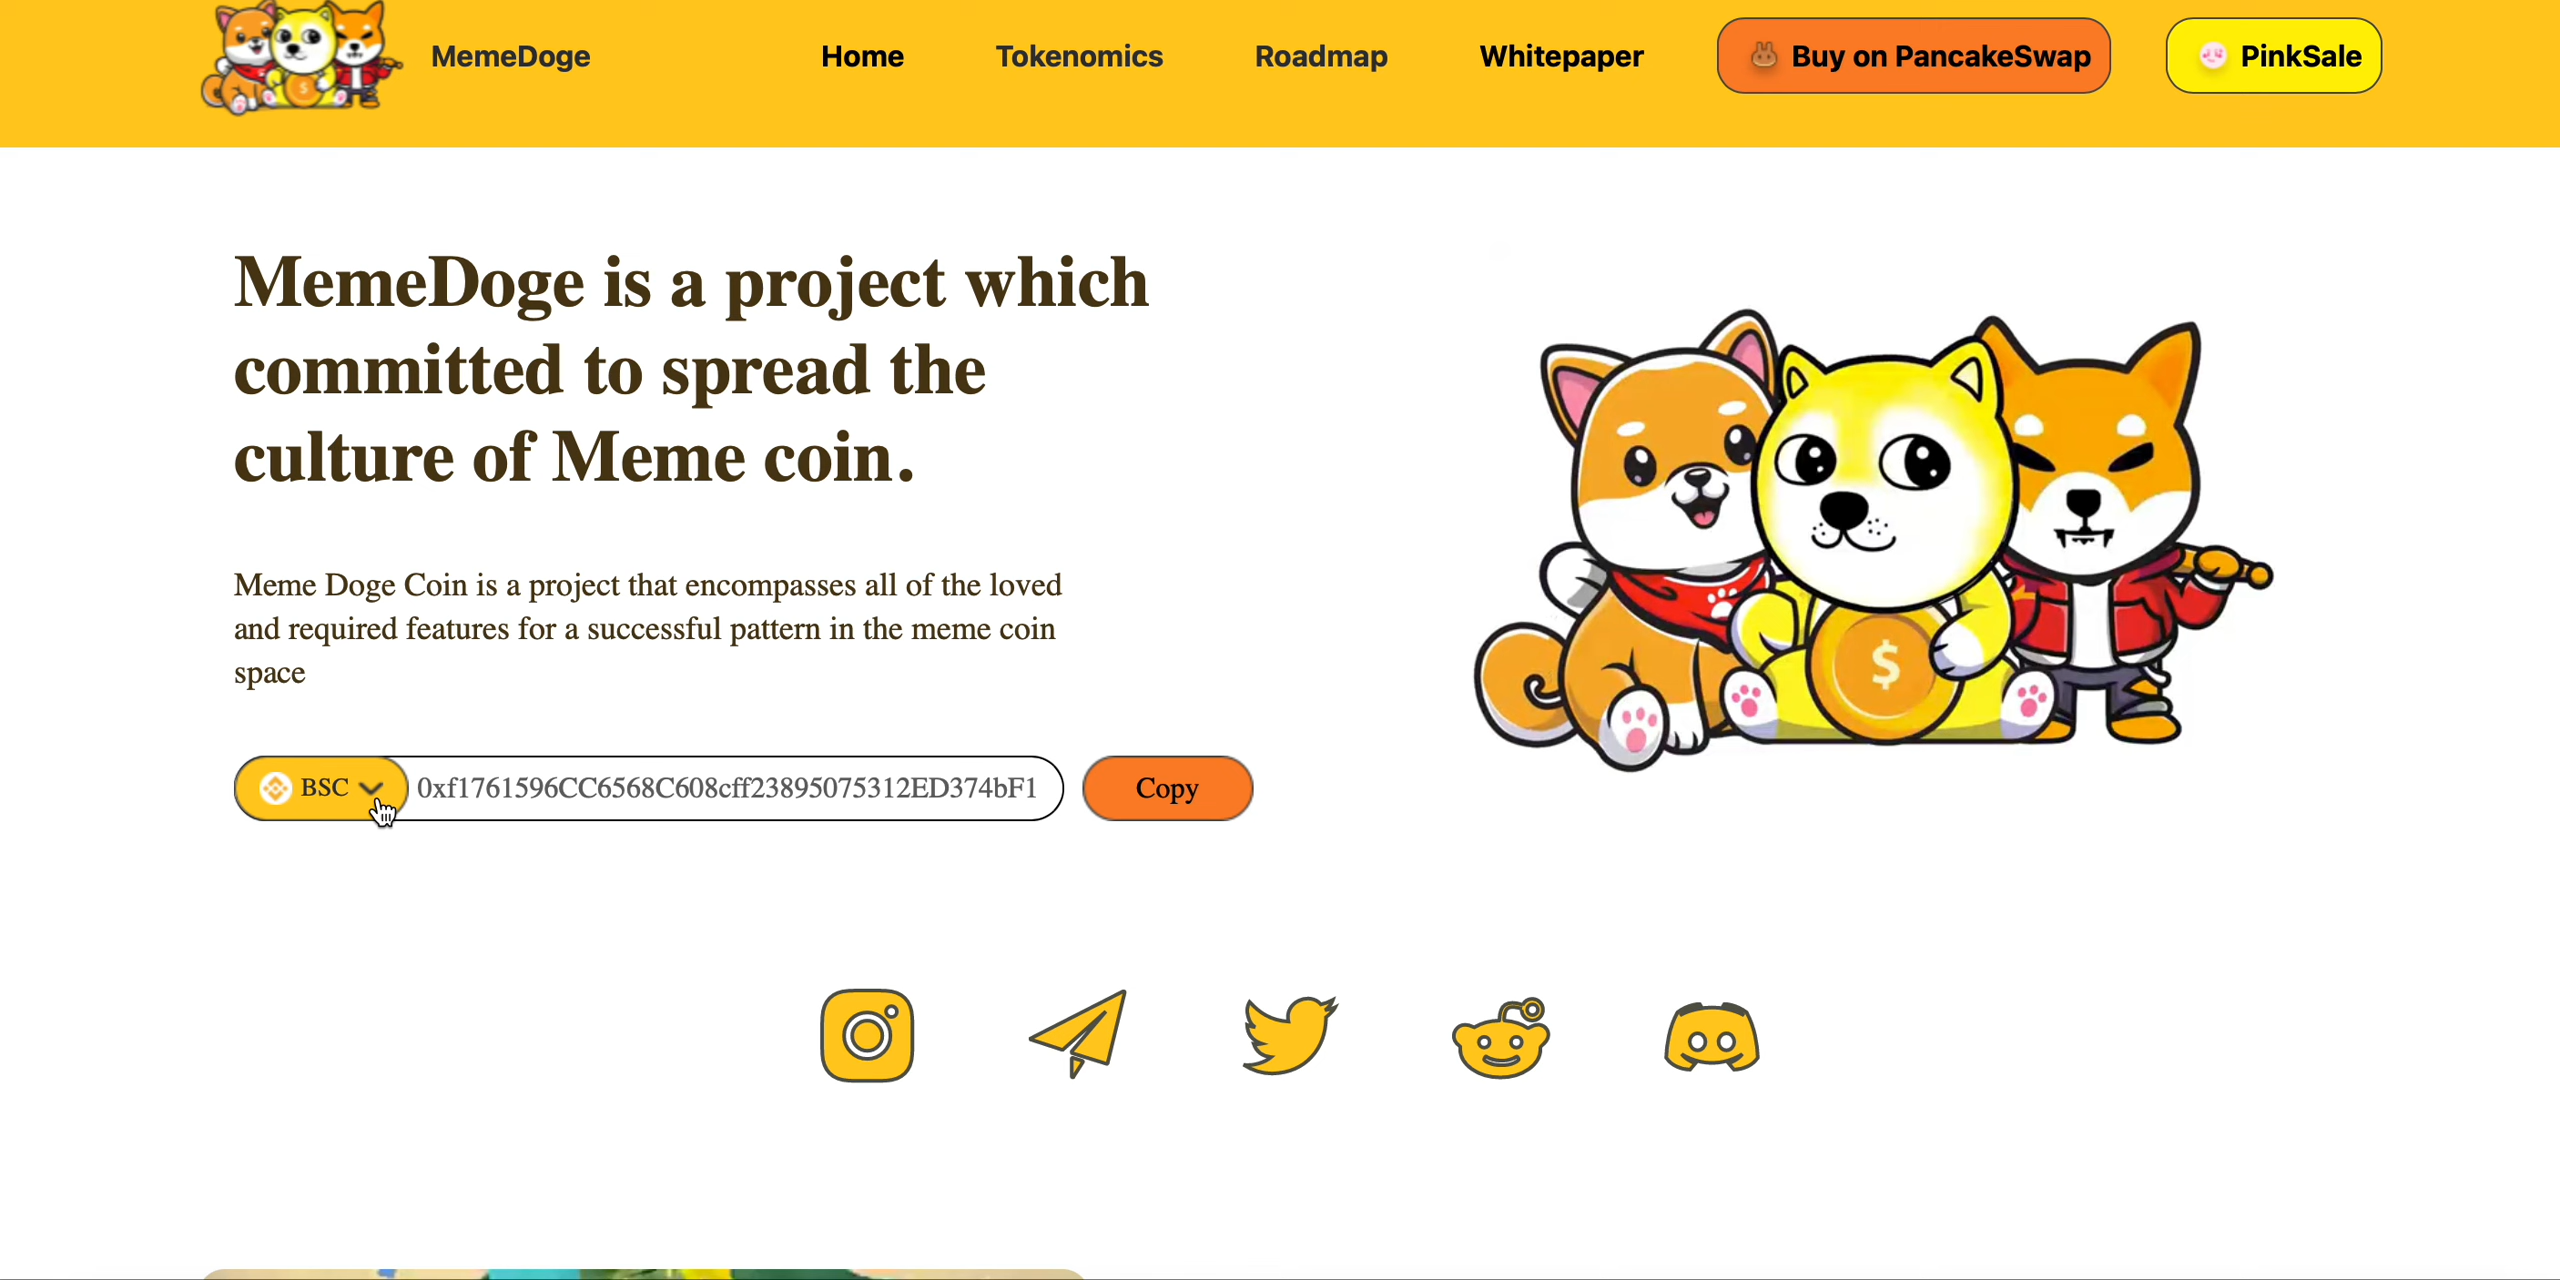 MemeDoge
Home
Tokenomics
Roadmap
Whitepaper
Buy on PancakeSwap
PinkSale
MemeDoge is a project which
committed to spread the
culture of Meme coin.
Meme Doge Coin is a project that encompasses all of the loved
and required features for a successful pattern in the meme coin
space
BSC
0xf1761596CC6568C608cff23895075312ED374bF1
Copy
$
$